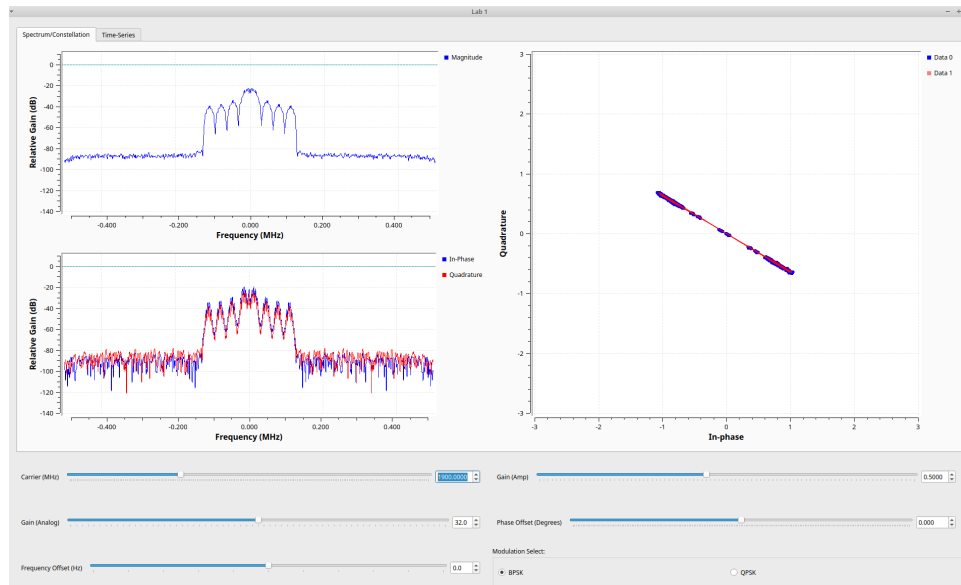 Lab 1
Spectrum/Constellation Time-Series
0
-20
-40
-60
-80
-100
-120
-140
Relative Gain (dB)
-0.400 -0.200 0.000 0.200 0.400
Frequency (MHz)
Magnitude
0
-20
-40
-60
-80
-100
-120
-140
Relative Gain (dB)
-0.400 -0.200 0.000 0.200 0.400
Frequency (MHz)
In-Phase
Quadrature
3
2
1
0
-1
-2
-3
Quadrature
-3 -2 -1 0 1 2 3
In-phase
Data 0
Data 1
Carrier (MHz) 1900.0000
Gain (Amp) 0.5000
Gain (Analog) 32.0
Phase Offset (Degrees) 0.000
Frequency Offset (Hz) 0.0
Modulation Select:
BPSK QPSK